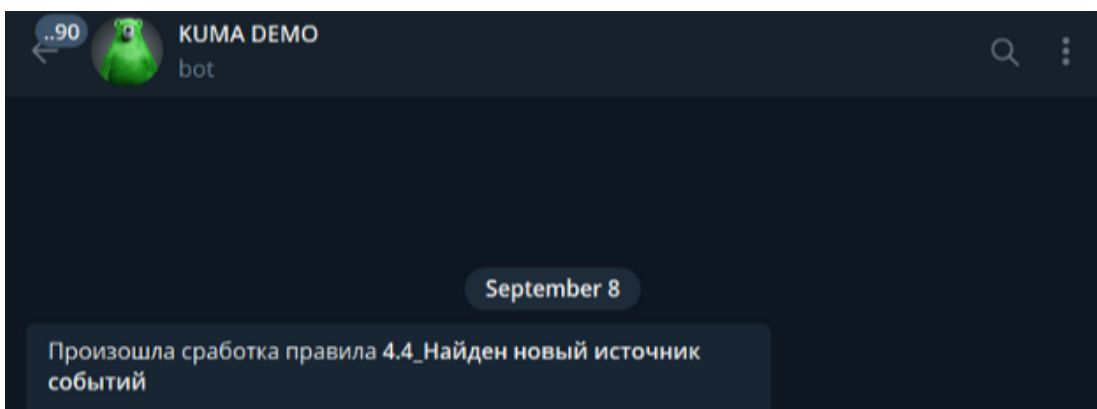 ..90
KUMA DEMO
bot
September 8
Произошла сработка правила 4.4_Найден новый источник
событий